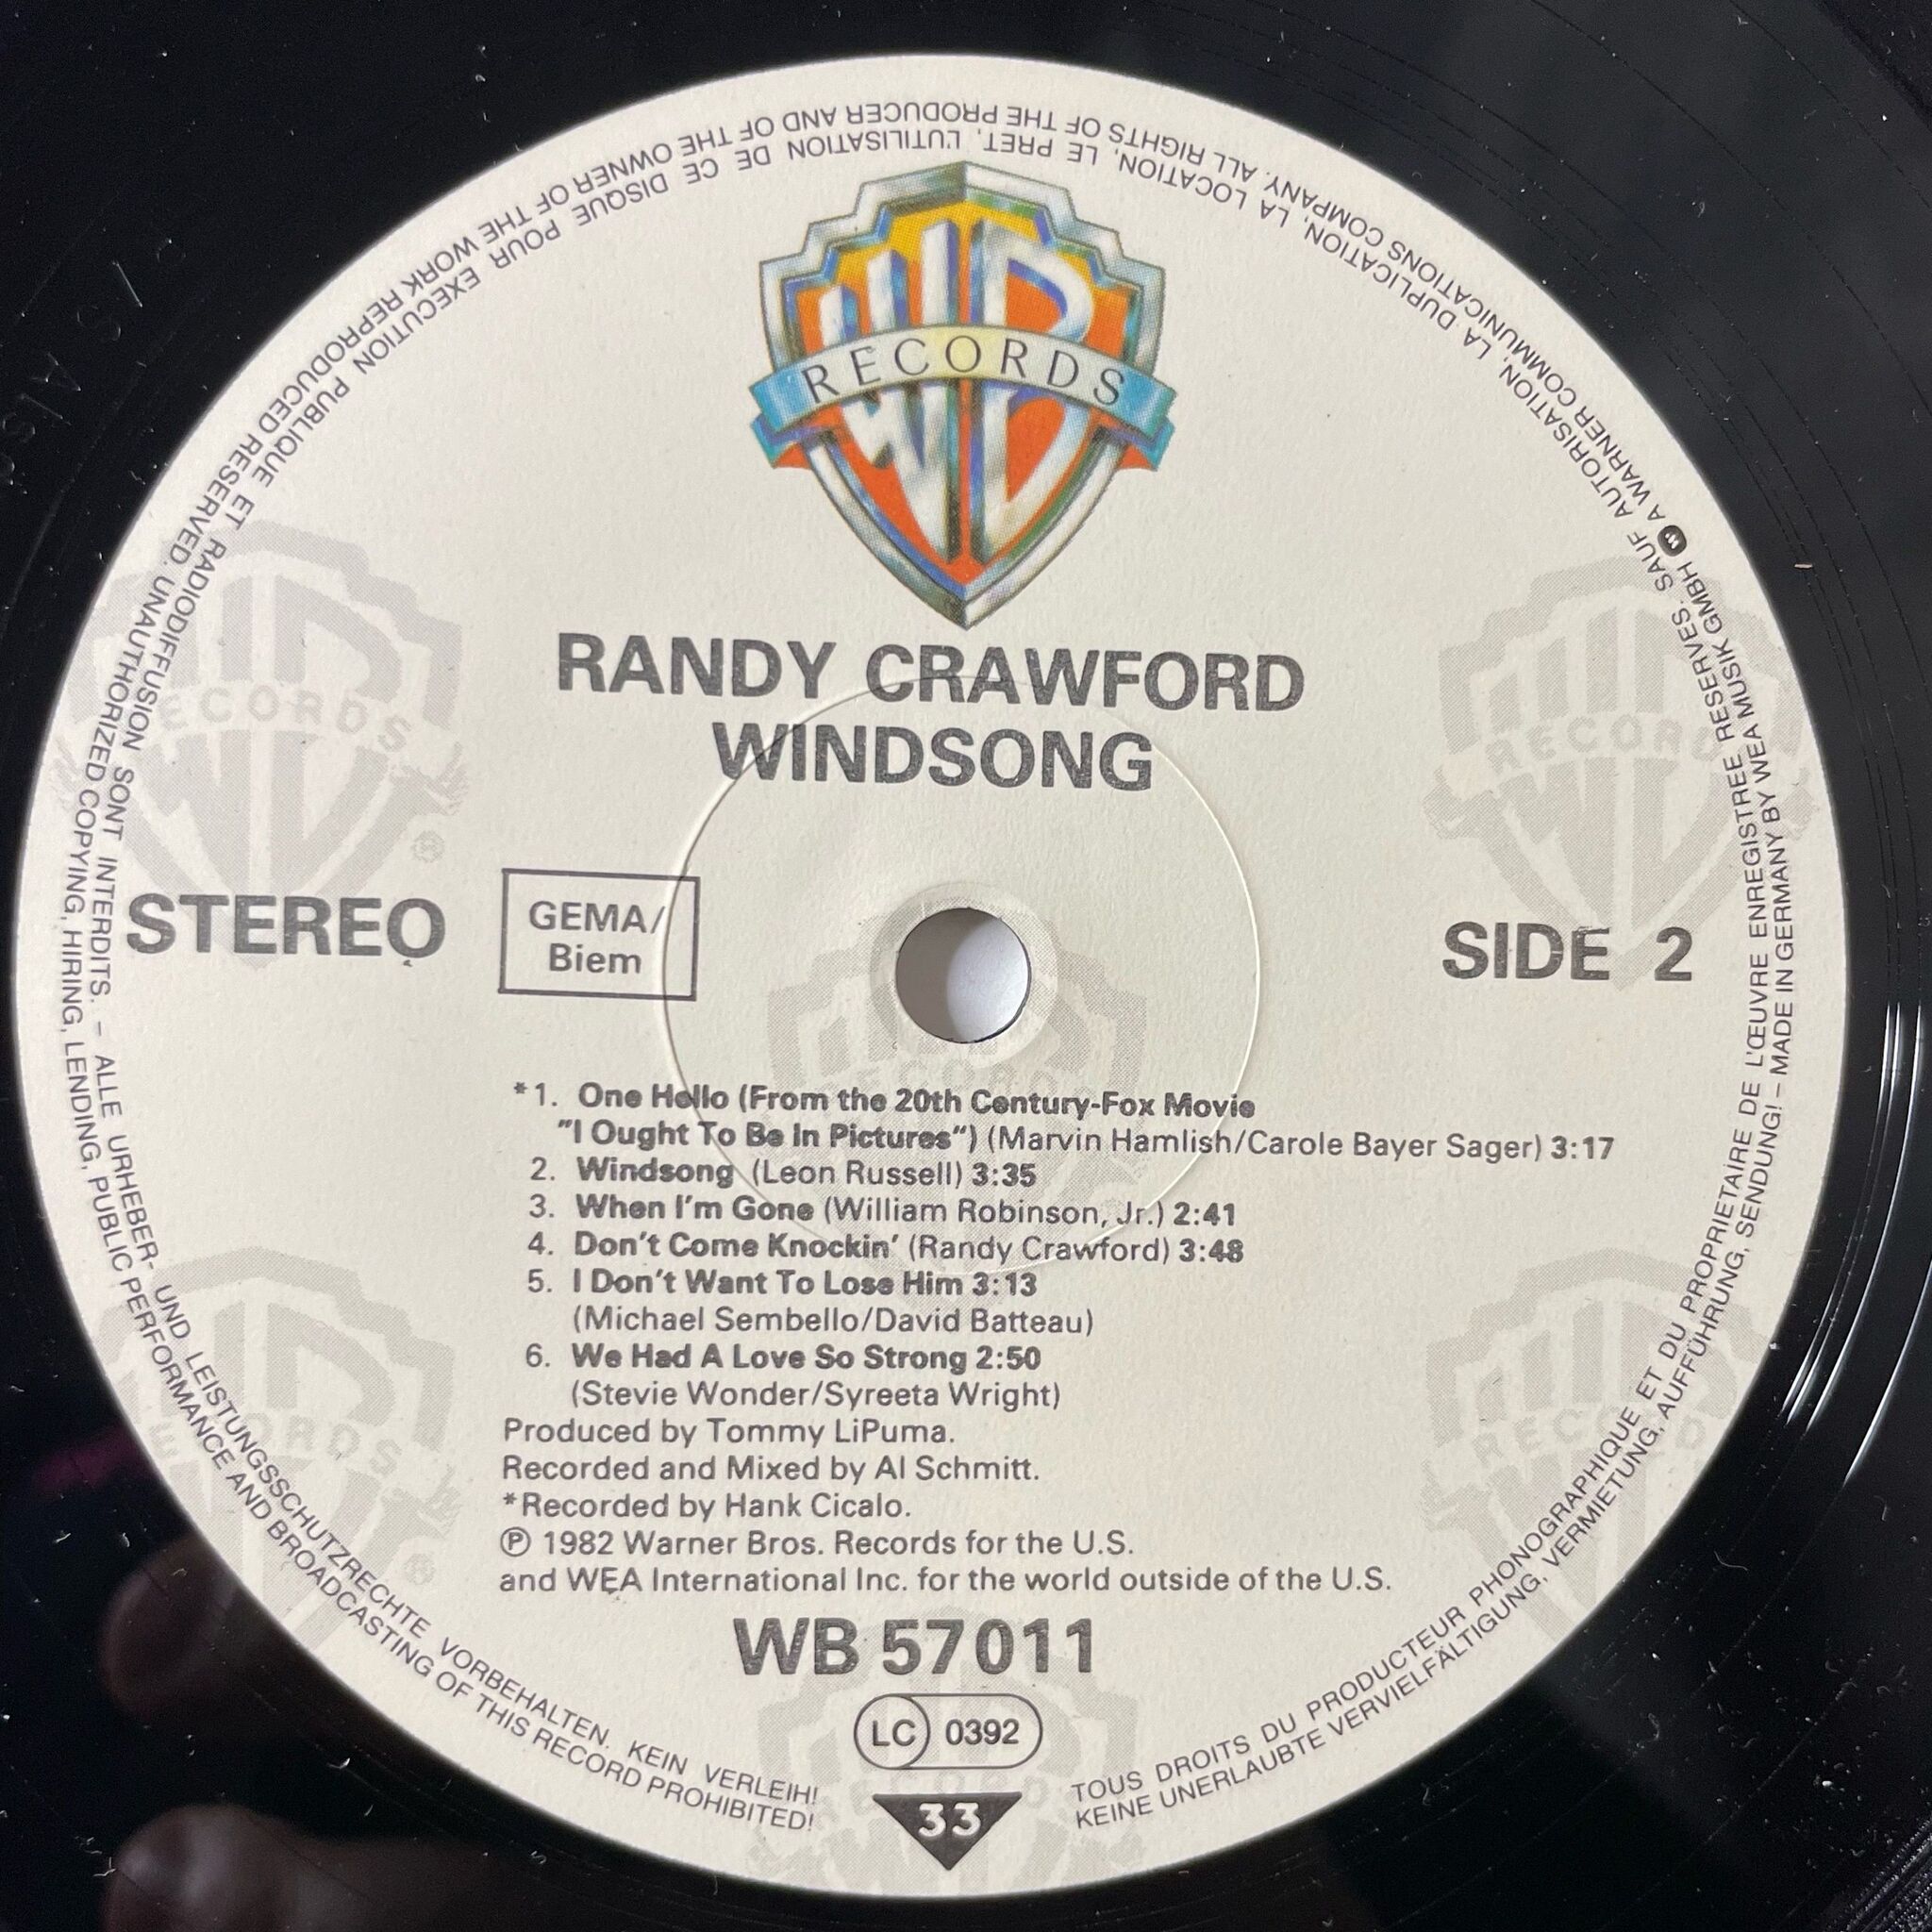 WB
RECORDS
RANDY CRAWFORD
WINDSONG
STEREO
GEMA/
Biem
SIDE 2
*1. One Hello (From the 20th Century-Fox Movie
"I Ought To Be In Pictures") (Marvin Hamlish/Carole Bayer Sager) 3:17
2. Windsong (Leon Russell) 3:35
3. When I'm Gone (William Robinson, Jr.) 2:41
4. Don't Come Knockin' (Randy Crawford) 3:48
5. I Don't Want To Lose Him 3:13
(Michael Sembello/David Batteau)
6. We Had A Love So Strong 2:50
(Stevie Wonder/Syreeta Wright)
Produced by Tommy LiPuma.
Recorded and Mixed by Al Schmitt.
*Recorded by Hank Cicalo.
Ⓟ 1982 Warner Bros. Records for the U.S.
and WEA International Inc. for the world outside of the U.S.
WB 57011
LC 0392
33
TOUS DROITS DU PRODUCTEUR PHONOGRAPHIQUE ET DU PROPRIETAIRE DE L'ŒUVRE ENREGISTREE RESERVES. SAUF AUTORISATION, LA DUPLICATION, LA LOCATION, LE PRET, L'UTILISATION DE CE DISQUE POUR EXECUTION PUBLIQUE ET RADIODIFFUSION SONT INTERDITS. – ALLE URHEBER- UND LEISTUNGSSCHUTZRECHTE VORBEHALTEN. KEIN VERLEIH!
KEINE UNERLAUBTE VERVIELFÄLTIGUNG, VERMIETUNG, AUFFÜHRUNG, SENDUNG! – MADE IN GERMANY BY WEA MUSIK GMBH A WARNER COMMUNICATIONS COMPANY. ALL RIGHTS OF THE PRODUCER AND OF THE OWNER OF THE WORK REPRODUCED RESERVED. UNAUTHORIZED COPYING, HIRING, LENDING, PUBLIC PERFORMANCE AND BROADCASTING OF THIS RECORD PROHIBITED!